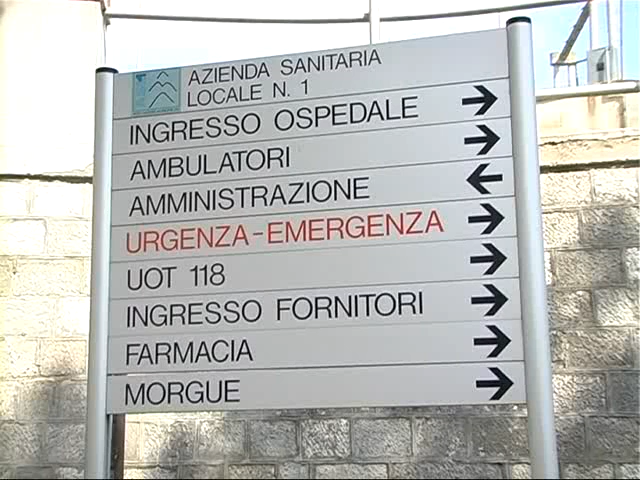 AZIENDA SANITARIA
LOCALE N. 1
INGRESSO OSPEDALE
AMBULATORI
AMMINISTRAZIONE
URGENZA-EMERGENZA
UOT 118
INGRESSO FORNITORI
FARMACIA
MORGUE